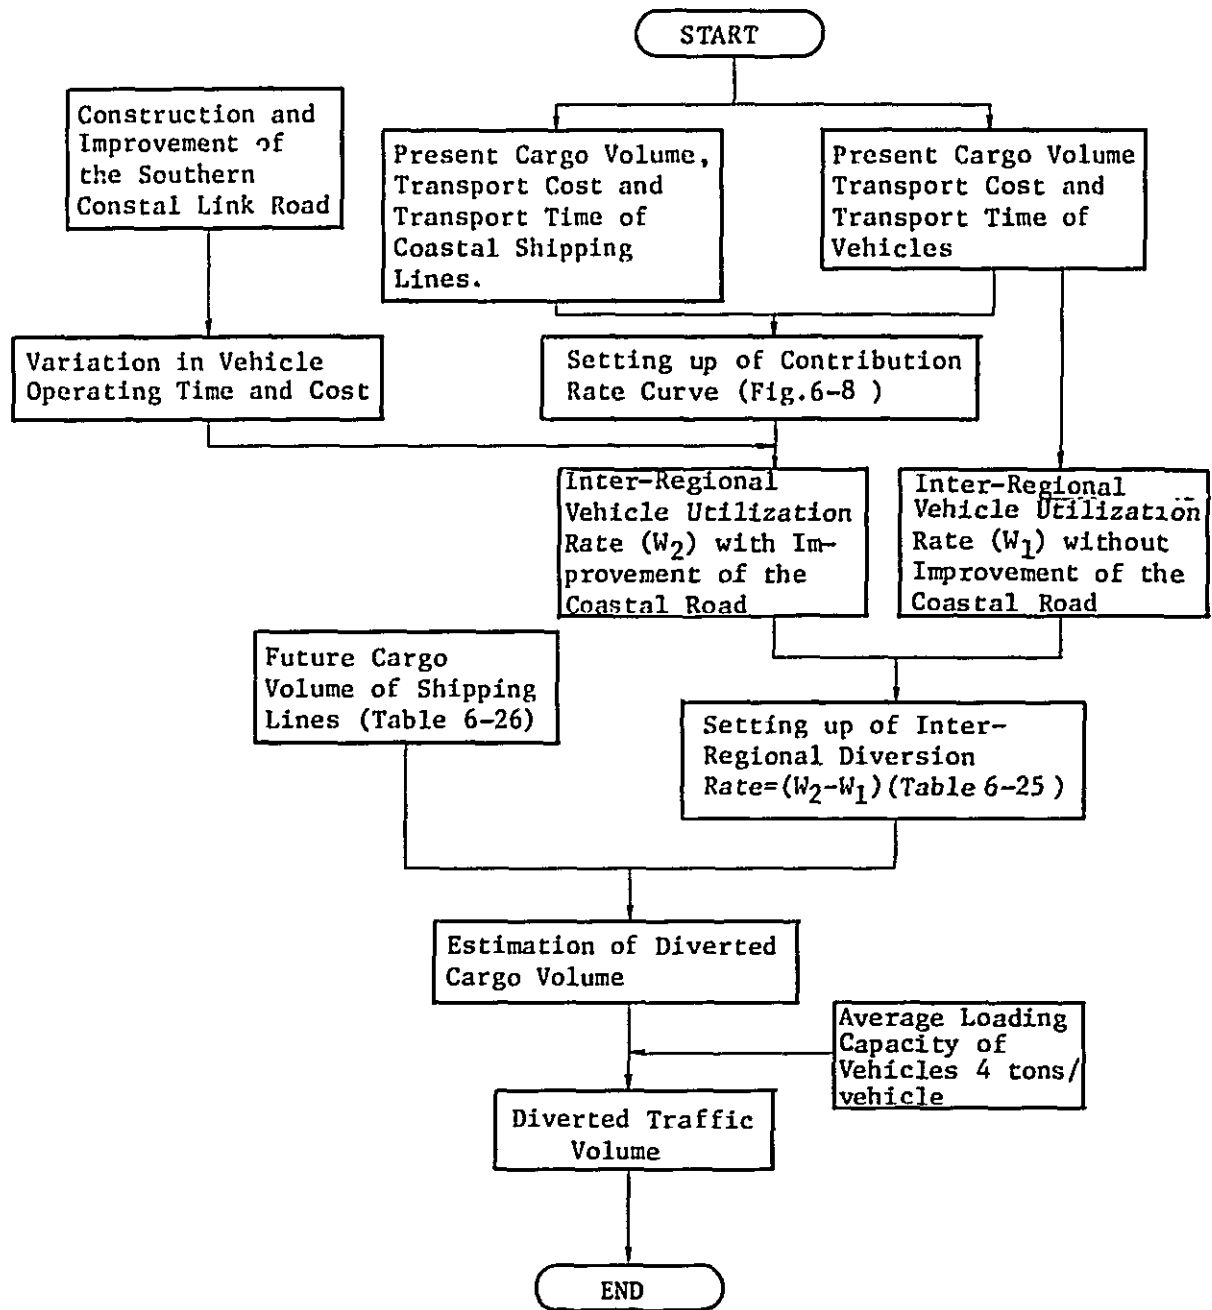 START
Construction and
Improvement of
the Southern
Constal Link Road
Present Cargo Volume,
Transport Cost and
Transport Time of
Coastal Shipping
Lines.
Present Cargo Volume
Transport Cost and
Transport Time of
Vehicles
Variation in Vehicle
Operating Time and Cost
Setting up of Contribution
Rate Curve (Fig.6-8 )
Inter-Regional
Vehicle Utilization
Rate (W2) with Im-
provement of the
Coastal Road
Inter-Regional
Vehicle Utilization
Rate (W1) without
Improvement of the
Coastal Road
Future Cargo
Volume of Shipping
Lines (Table 6-26)
Setting up of Inter-
Regional Diversion
Rate=(W2-W1)(Table 6-25 )
Estimation of Diverted
Cargo Volume
Average Loading
Capacity of
Vehicles 4 tons/
vehicle
Diverted Traffic
Volume
END